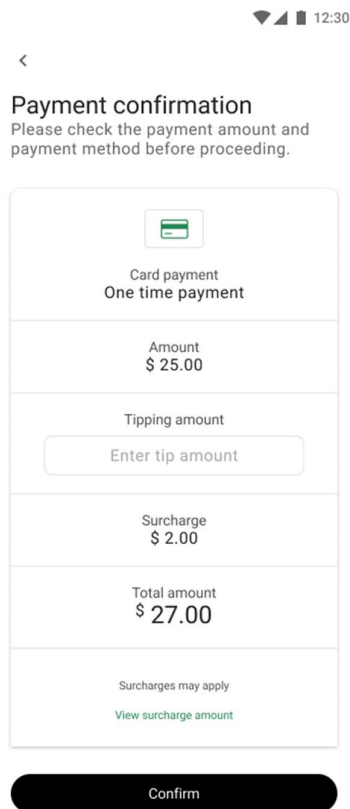 12:30
Payment confirmation
Please check the payment amount and
payment method before proceeding.
Card payment
One time payment
Amount
$ 25.00
Tipping amount
Enter tip amount
Surcharge
$ 2.00
Total amount
$ 27.00
Surcharges may apply
View surcharge amount
Confirm